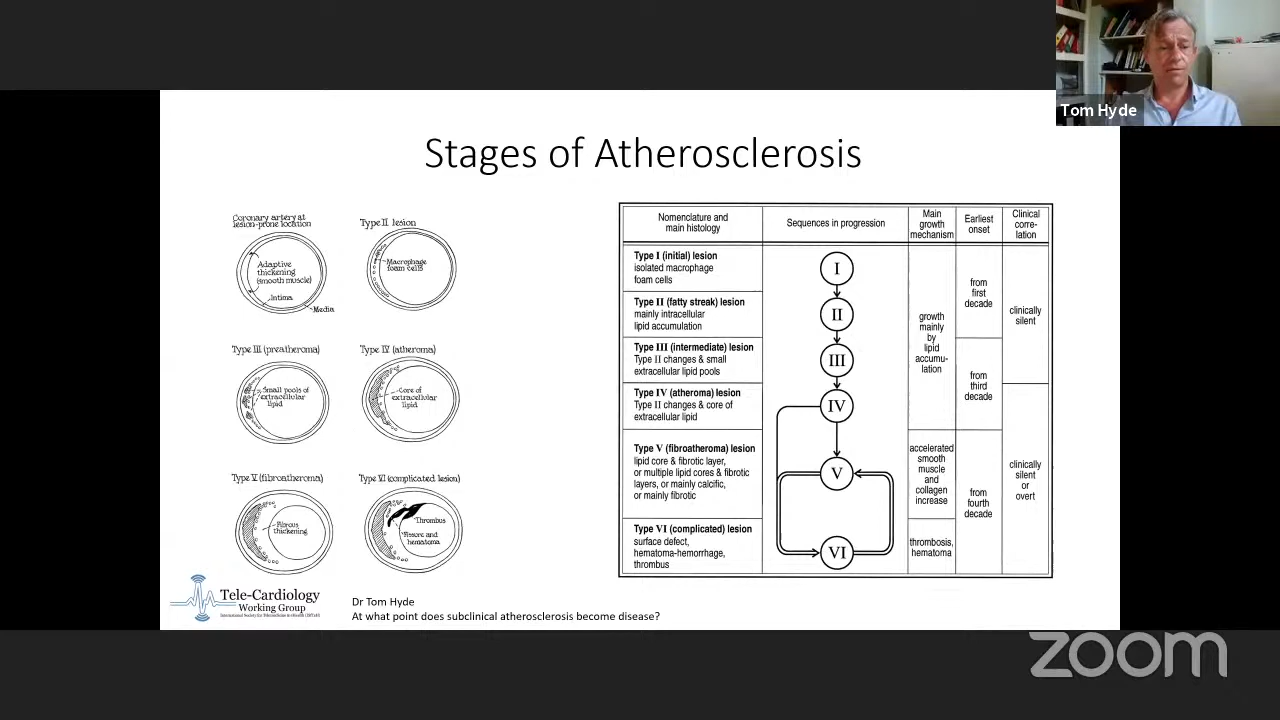 Tom Hyde
Stages of Atherosclerosis
Coronary artery at
lesion-prone location
Adaptive
thickening
(smooth muscle)
Intima
Media
Type II lesion
Macrophage
foam cells
Type III (preatheroma)
Small pools of
extracellular
lipid
Type IV (atheroma)
Core of
extracellular
lipid
Type V (fibroatheroma)
Fibrous
thickening
Type VI (complicated lesion)
Thrombus
Fissure and
hematoma
Nomenclature and
main histology
Sequences in progression
Main
growth
mechanism
Earliest
onset
Clinical
corre-
lation
Type I (initial) lesion
isolated macrophage
foam cells
Type II (fatty streak) lesion
mainly intracellular
lipid accumulation
Type III (intermediate) lesion
Type II changes & small
extracellular lipid pools
Type IV (atheroma) lesion
Type II changes & core of
extracellular lipid
Type V (fibroatheroma) lesion
lipid core & fibrotic layer,
or multiple lipid cores & fibrotic
layers, or mainly calcific,
or mainly fibrotic
Type VI (complicated) lesion
surface defect,
hematoma-hemorrhage,
thrombus
I
II
III
IV
V
VI
growth
mainly
by
lipid
accumu-
lation
accelerated
smooth
muscle
and
collagen
increase
thrombosis,
hematoma
from
first
decade
from
third
decade
from
fourth
decade
clinically
silent
clinically
silent
or
overt
Tele-Cardiology
Working Group
International Society for Telemedicine & eHealth (ISfTeH)
Dr Tom Hyde
At what point does subclinical atherosclerosis become disease?
zoom